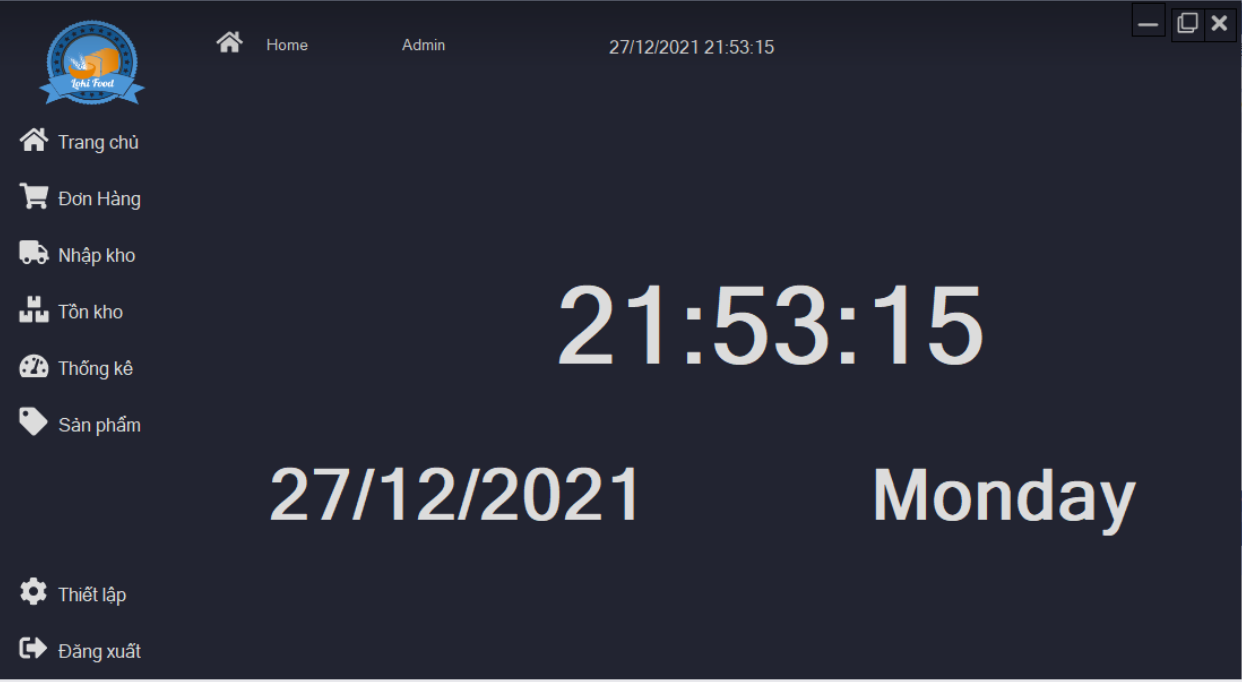 Loki Food
Home
Admin
27/12/2021 21:53:15
Trang chủ
Đơn Hàng
Nhập kho
Tồn kho
Thống kê
Sản phẩm
21:53:15
27/12/2021
Monday
Thiết lập
Đăng xuất